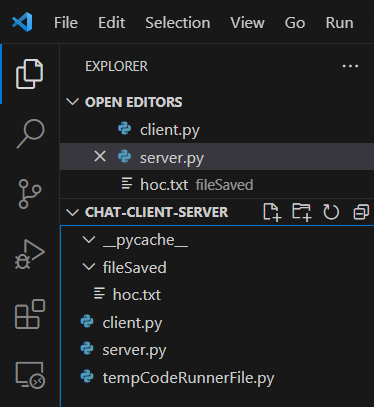 File Edit Selection View Go Run
EXPLORER
OPEN EDITORS
client.py
server.py
hoc.txt fileSaved
CHAT-CLIENT-SERVER
__pycache__
fileSaved
hoc.txt
client.py
server.py
tempCodeRunnerFile.py